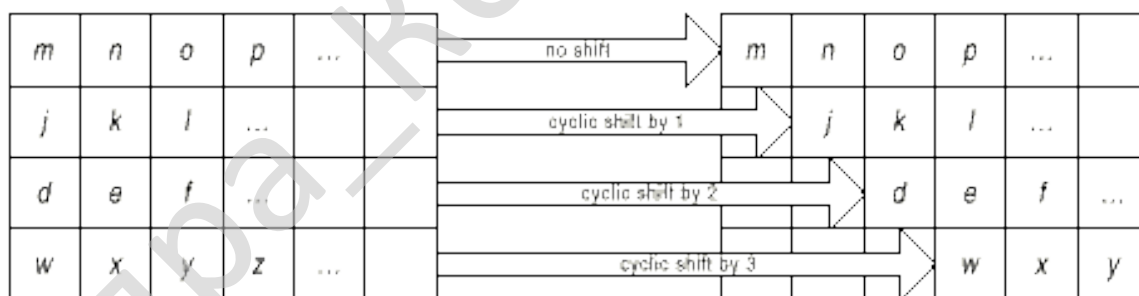 m n o p ... no shift m n o p ...
j k l ... cyclic shift by 1 j k l ...
d e f ... cyclic shift by 2 d e f ...
w x y z ... cyclic shift by 3 w x y